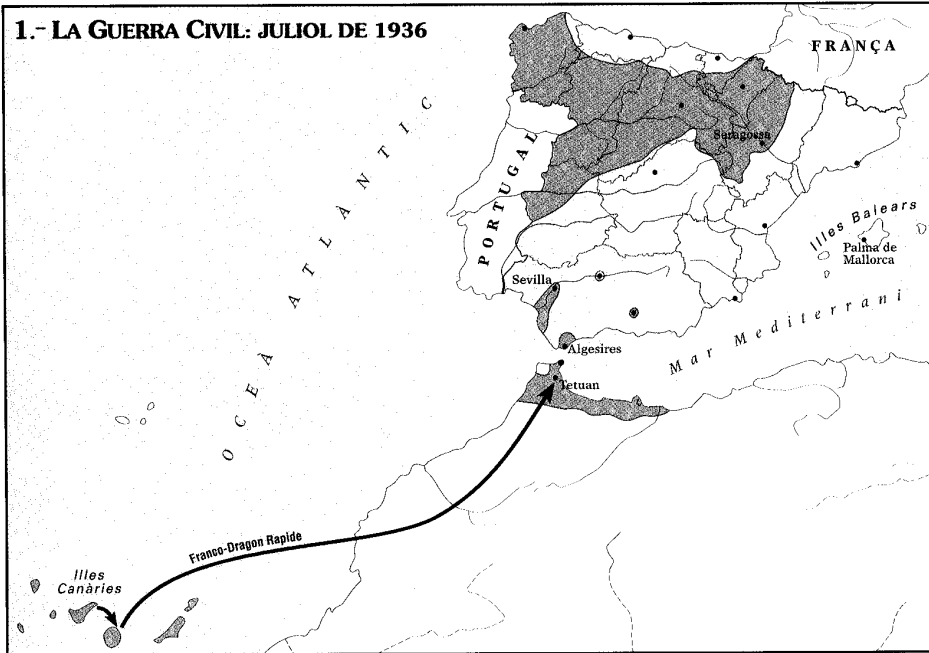 1.- LA GUERRA CIVIL: JULIOL DE 1936
FRANÇA
OCEÀ ATLÀNTIC
PORTUGAL
Saragossa
Illes Balears
Palma de
Mallorca
Sevilla
Algesires
Mar Mediterrani
Tetuan
Franco-Dragon Rapide
Illes
Canàries